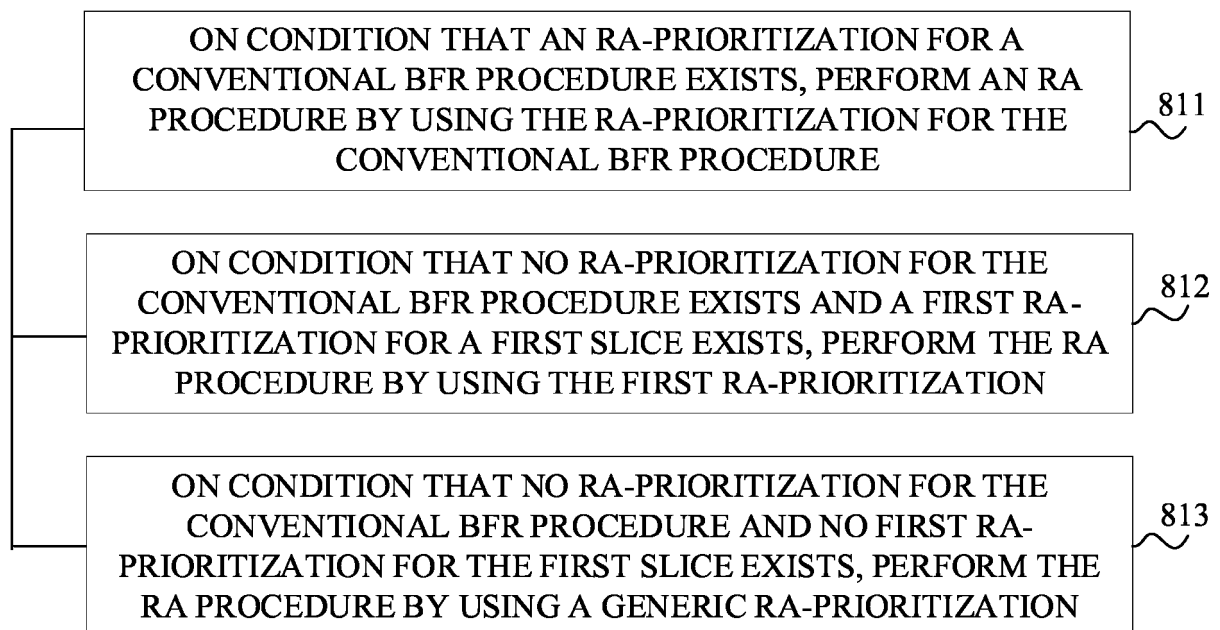 ON CONDITION THAT AN RA-PRIORITIZATION FOR A
CONVENTIONAL BFR PROCEDURE EXISTS, PERFORM AN RA
PROCEDURE BY USING THE RA-PRIORITIZATION FOR THE
CONVENTIONAL BFR PROCEDURE
811
ON CONDITION THAT NO RA-PRIORITIZATION FOR THE
CONVENTIONAL BFR PROCEDURE EXISTS AND A FIRST RA-
PRIORITIZATION FOR A FIRST SLICE EXISTS, PERFORM THE RA
PROCEDURE BY USING THE FIRST RA-PRIORITIZATION
812
ON CONDITION THAT NO RA-PRIORITIZATION FOR THE
CONVENTIONAL BFR PROCEDURE AND NO FIRST RA-
PRIORITIZATION FOR THE FIRST SLICE EXISTS, PERFORM THE
RA PROCEDURE BY USING A GENERIC RA-PRIORITIZATION
813